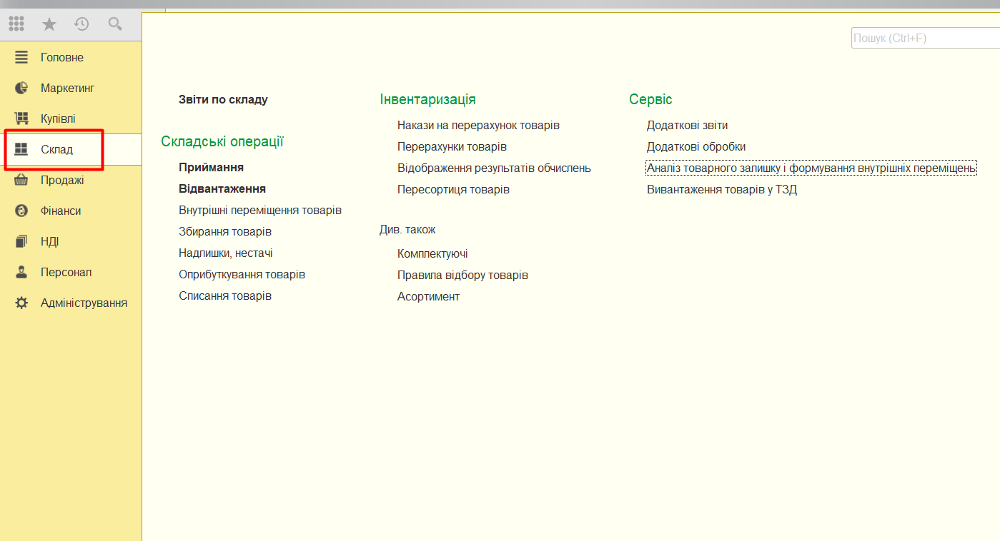 Пошук (Ctrl+F)
Головне
Маркетинг
Купівлі
Склад
Продажі
Фінанси
НДІ
Персонал
Адміністрування
Звіти по складу
Складські операції
Приймання
Відвантаження
Внутрішні переміщення товарів
Збирання товарів
Надлишки, нестачі
Оприбуткування товарів
Списання товарів
Інвентаризація
Накази на перерахунок товарів
Перерахунки товарів
Відображення результатів обчислень
Пересортиця товарів
Див. також
Комплектуючі
Правила відбору товарів
Асортимент
Сервіс
Додаткові звіти
Додаткові обробки
Аналіз товарного залишку і формування внутрішніх переміщень
Вивантаження товарів у ТЗД